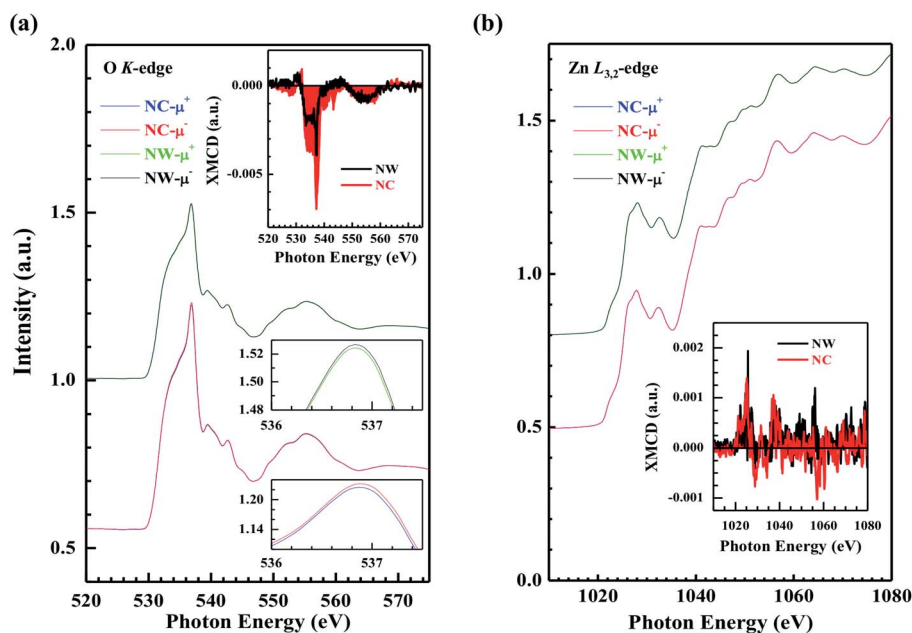 (a)
2.0
1.5
1.0
0.5
Intensity (a.u.)
O K-edge
NC-μ+
NC-μ-
NW-μ+
NW-μ-
0.000
-0.005
XMCD (a.u.)
NW
NC
520 530 540 550 560 570
Photon Energy (eV)
1.52
1.50
1.48
536 537
1.20
1.14
536 537
520 530 540 550 560 570
Photon Energy (eV)
(b)
1.5
1.0
0.5
0.0
Zn L3,2-edge
NC-μ+
NC-μ-
NW-μ+
NW-μ-
0.002
0.001
0.000
-0.001
XMCD (a.u.)
NW
NC
1020 1040 1060 1080
Photon Energy (eV)
1020 1040 1060 1080
Photon Energy (eV)